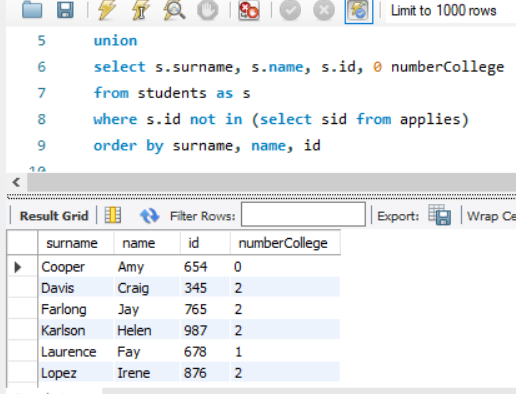 Limit to 1000 rows
5 union
6 select s.surname, s.name, s.id, 0 numberCollege
7 from students as s
8 where s.id not in (select sid from applies)
9 order by surname, name, id
10
Result Grid Filter Rows: Export: Wrap Ce
surname name id numberCollege
Cooper Amy 654 0
Davis Craig 345 2
Farlong Jay 765 2
Karlson Helen 987 2
Laurence Fay 678 1
Lopez Irene 876 2